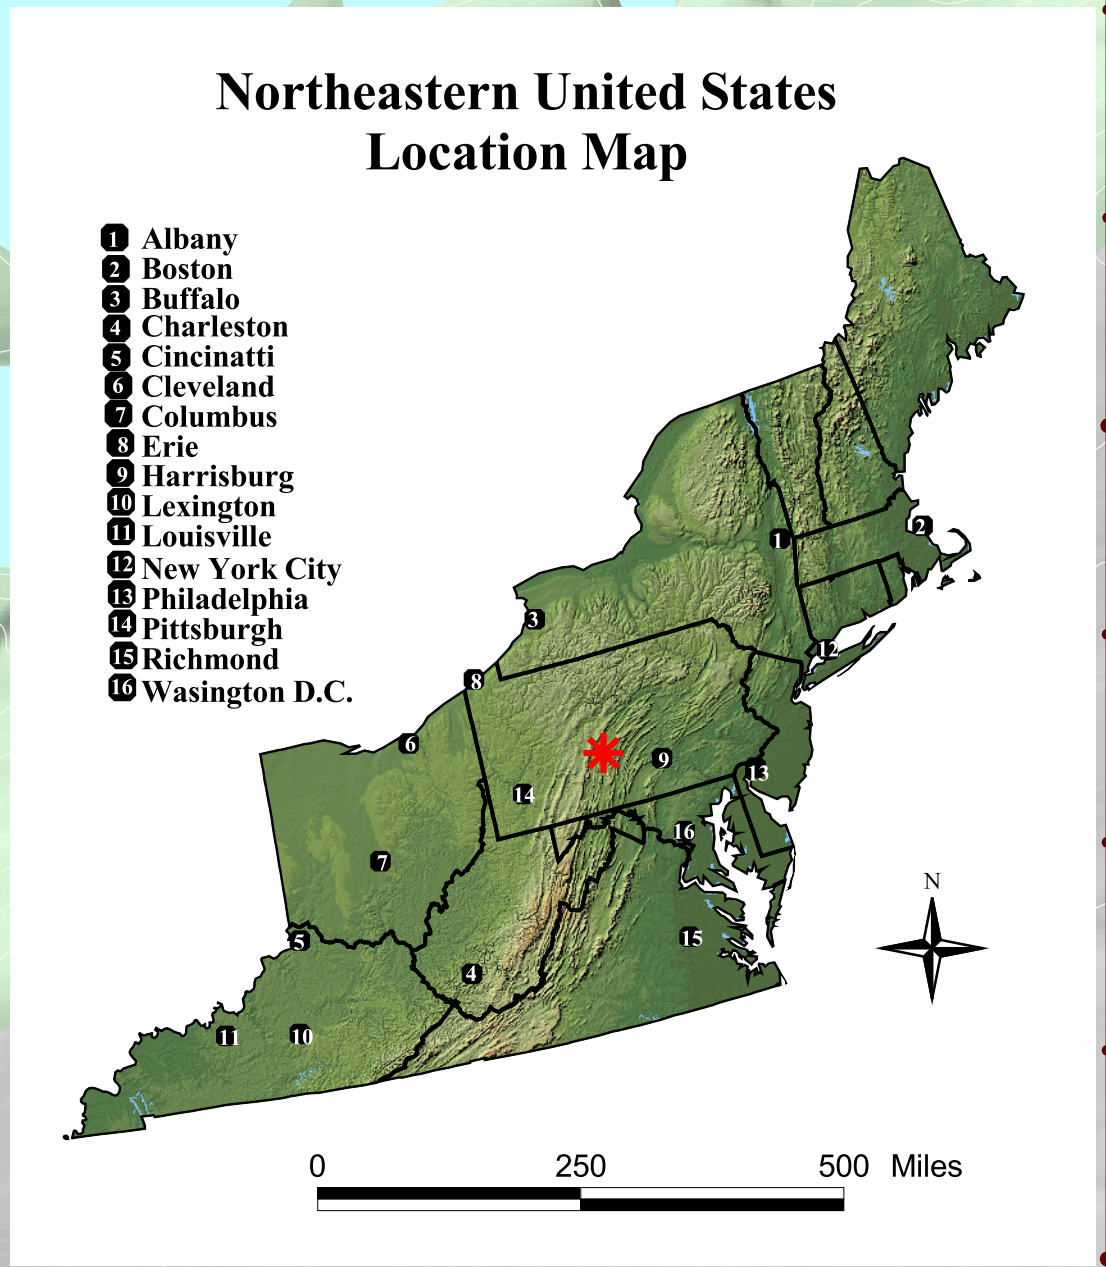 Northeastern United States
Location Map
1 Albany
2 Boston
3 Buffalo
4 Charleston
5 Cincinatti
6 Cleveland
7 Columbus
8 Erie
9 Harrisburg
10 Lexington
11 Louisville
12 New York City
13 Philadelphia
14 Pittsburgh
15 Richmond
16 Wasington D.C.
1
2
3
12
8
6
9
13
14
16
7
N
15
5
4
11
10
0 250 500 Miles